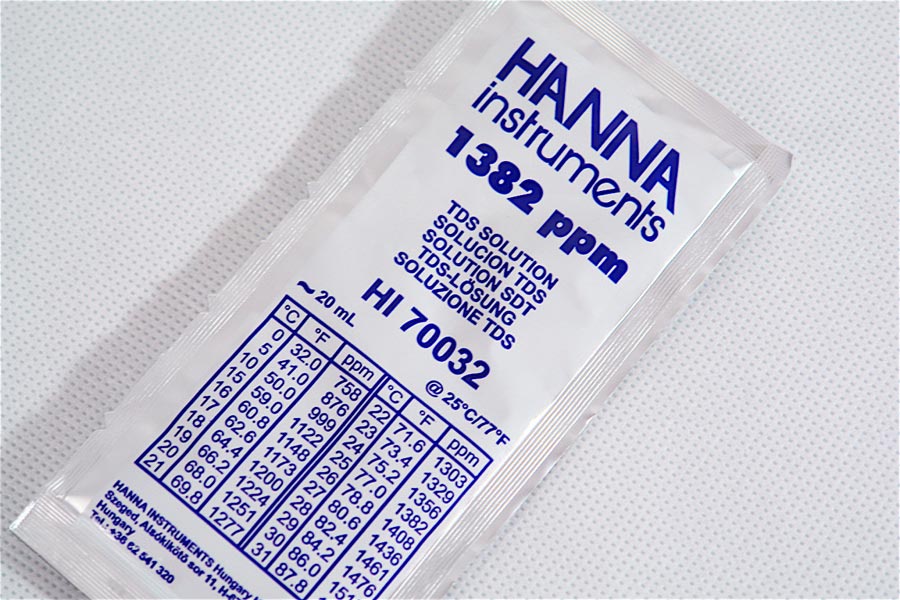 HANNA
instruments
1382 ppm
TDS SOLUTION
SOLUCION TDS
SOLUTION SDT
TDS-LÖSUNG
SOLUZIONE TDS
HI 70032
~ 20 mL @ 25°C/77°F
°C °F ppm °C °F ppm
0 32.0 758 22 71.6 1303
5 41.0 876 23 73.4 1329
10 50.0 999 24 75.2 1356
15 59.0 1122 25 77.0 1382
16 60.8 1148 26 78.8 1408
17 62.6 1173 27 80.6 1436
18 64.4 1200 28 82.4 1461
19 66.2 1224 29 84.2 1476
20 68.0 1251 30 86.0
21 69.8 1277 31 87.8
HANNA INSTRUMENTS Hungary
Szeged, Alsókikötő sor 11,
Hungary
Tel.: +36 62 541 320